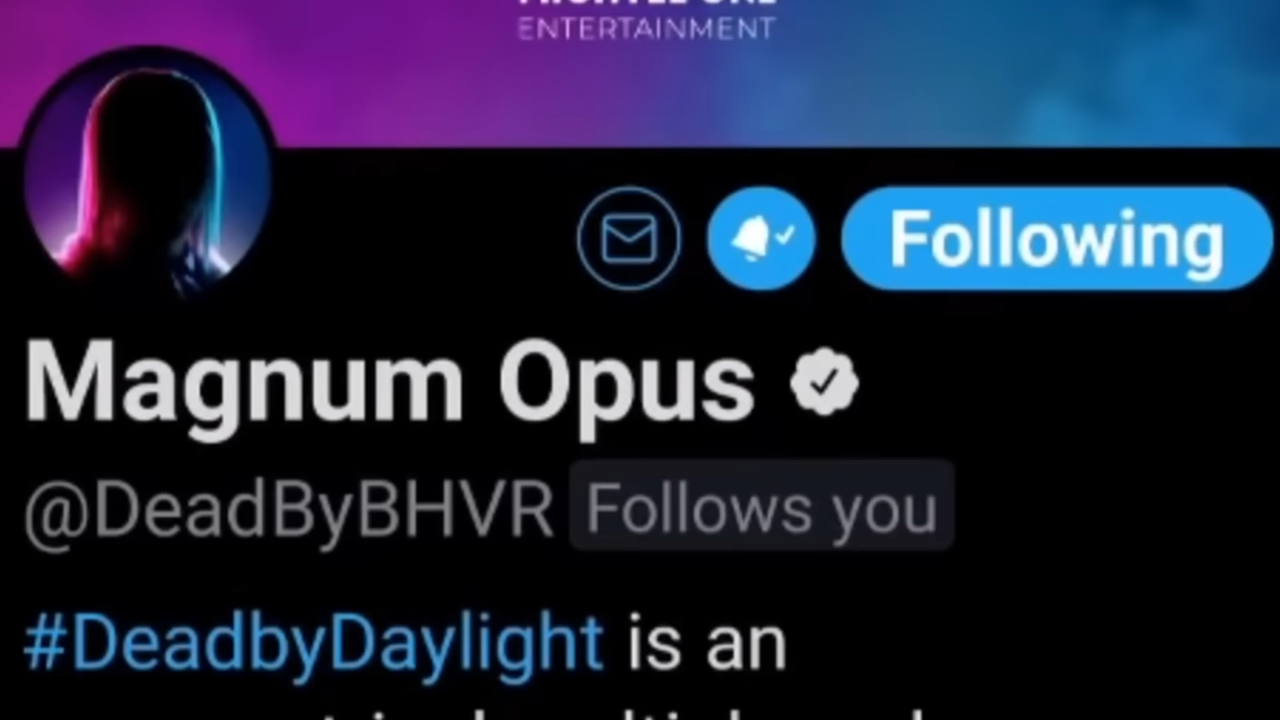 ENTERTAINMENT
Following
Magnum Opus
@DeadByBHVR Follows you
#DeadbyDaylight is an